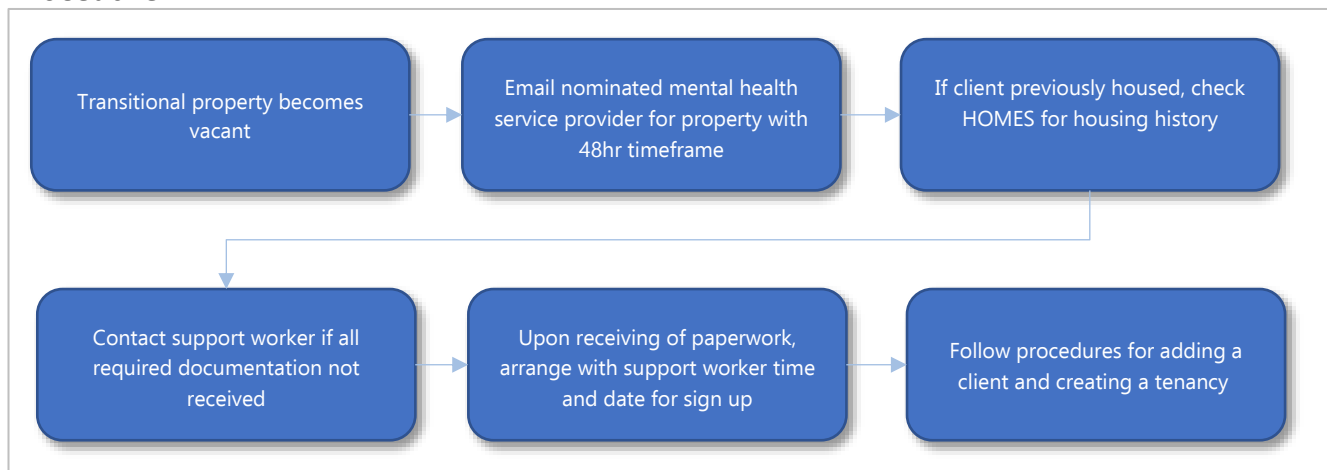 Transitional property becomes
vacant
Email nominated mental health
service provider for property with
48hr timeframe
If client previously housed, check
HOMES for housing history
Contact support worker if all
required documentation not
received
Upon receiving of paperwork,
arrange with support worker time
and date for sign up
Follow procedures for adding a
client and creating a tenancy